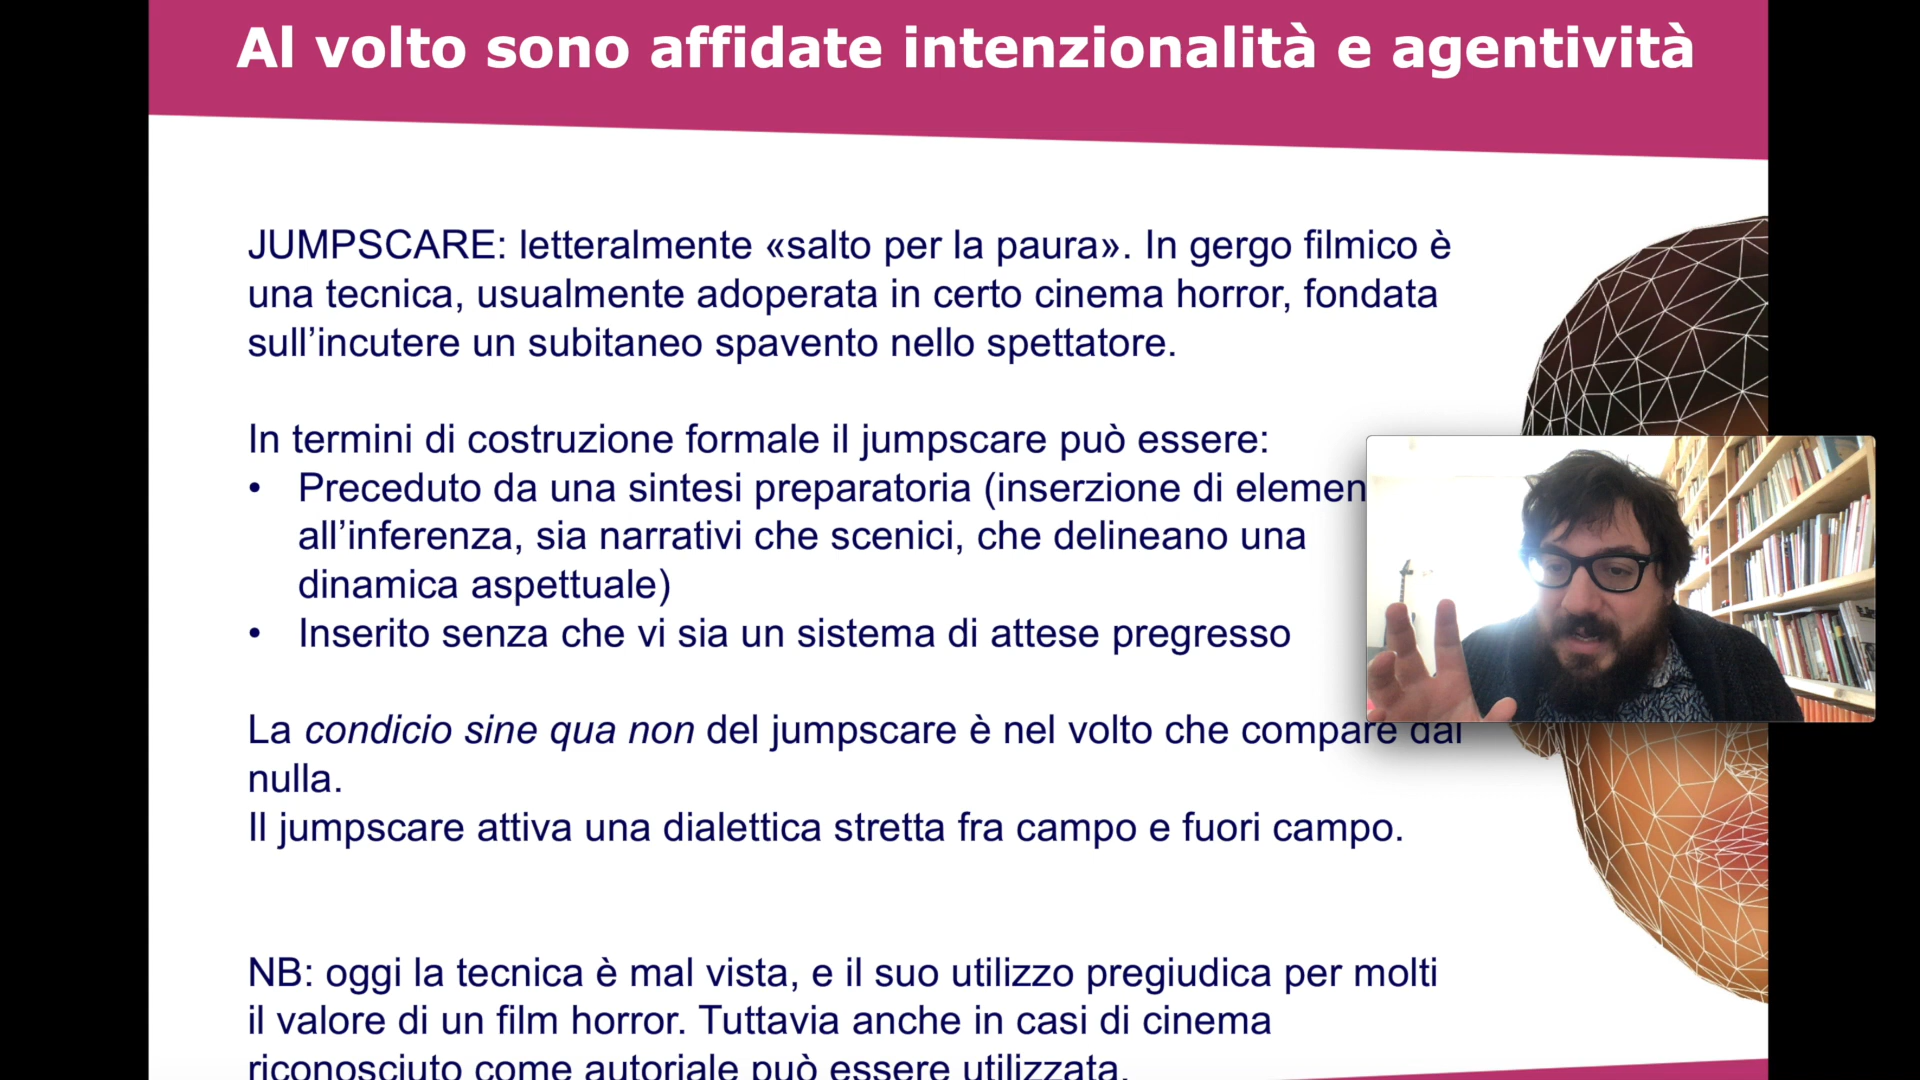 Al volto sono affidate intenzionalità e agentività
JUMPSCARE: letteralmente «salto per la paura». In gergo filmico è
una tecnica, usualmente adoperata in certo cinema horror, fondata
sull’incutere un subitaneo spavento nello spettatore.
In termini di costruzione formale il jumpscare può essere:
• Preceduto da una sintesi preparatoria (inserzione di elemen
all’inferenza, sia narrativi che scenici, che delineano una
dinamica aspettuale)
• Inserito senza che vi sia un sistema di attese pregresso
La condicio sine qua non del jumpscare è nel volto che compare dal
nulla.
Il jumpscare attiva una dialettica stretta fra campo e fuori campo.
NB: oggi la tecnica è mal vista, e il suo utilizzo pregiudica per molti
il valore di un film horror. Tuttavia anche in casi di cinema
riconosciuto come autoriale può essere utilizzata.